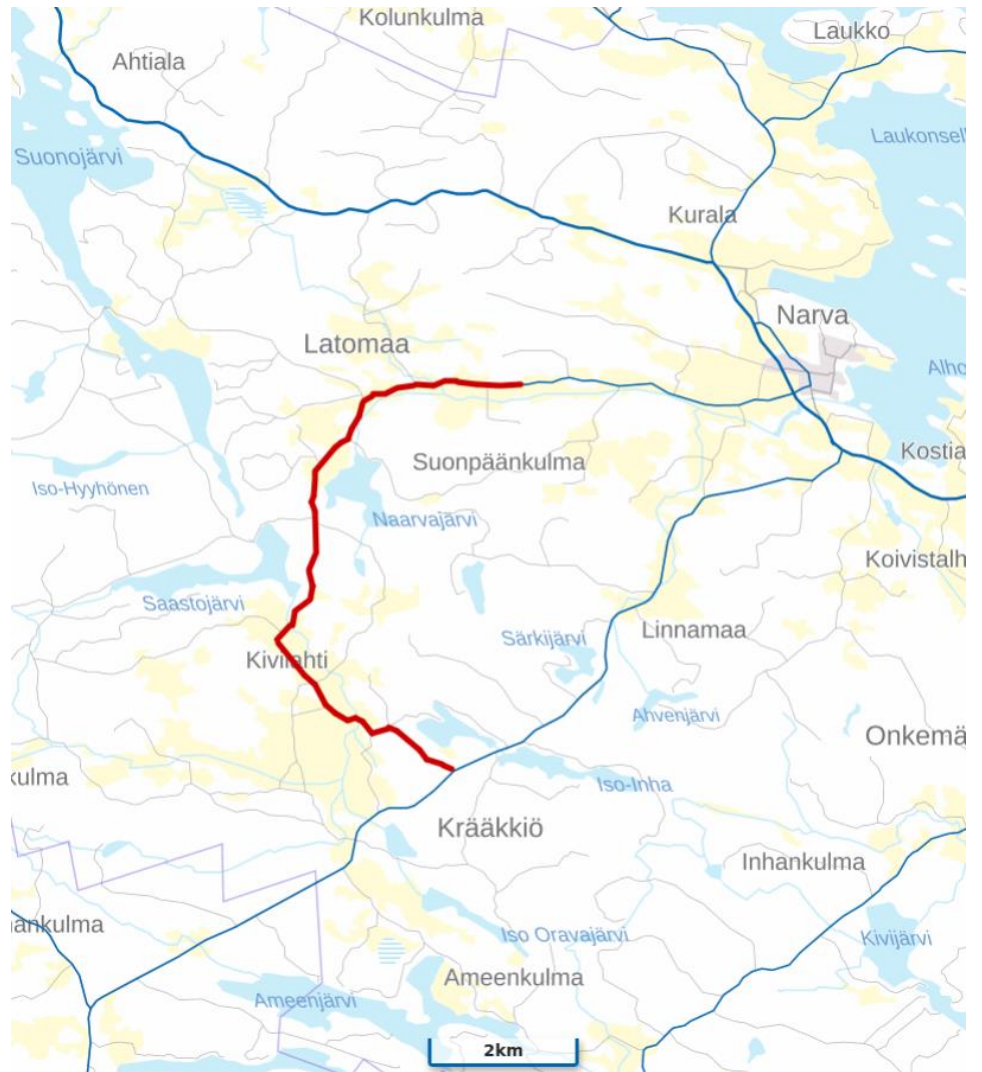 Kolunkulma
Laukko
Ahtiala
Laukonsel
Suonojärvi
Kurala
Narva
Latomaa
Alho
Kostia
Suonpäänkulma
Iso-Hyyhönen
Naarvajärvi
Koivistalh
Saastojärvi
Linnamaa
Särkijärvi
Kivilahti
Ahvenjärvi
Onkemä
kulma
Iso-Inha
Krääkkiö
Inhankulma
ankulma
Iso Oravajärvi
Kivijärvi
Ameenkulma
Ameenjärvi
2km